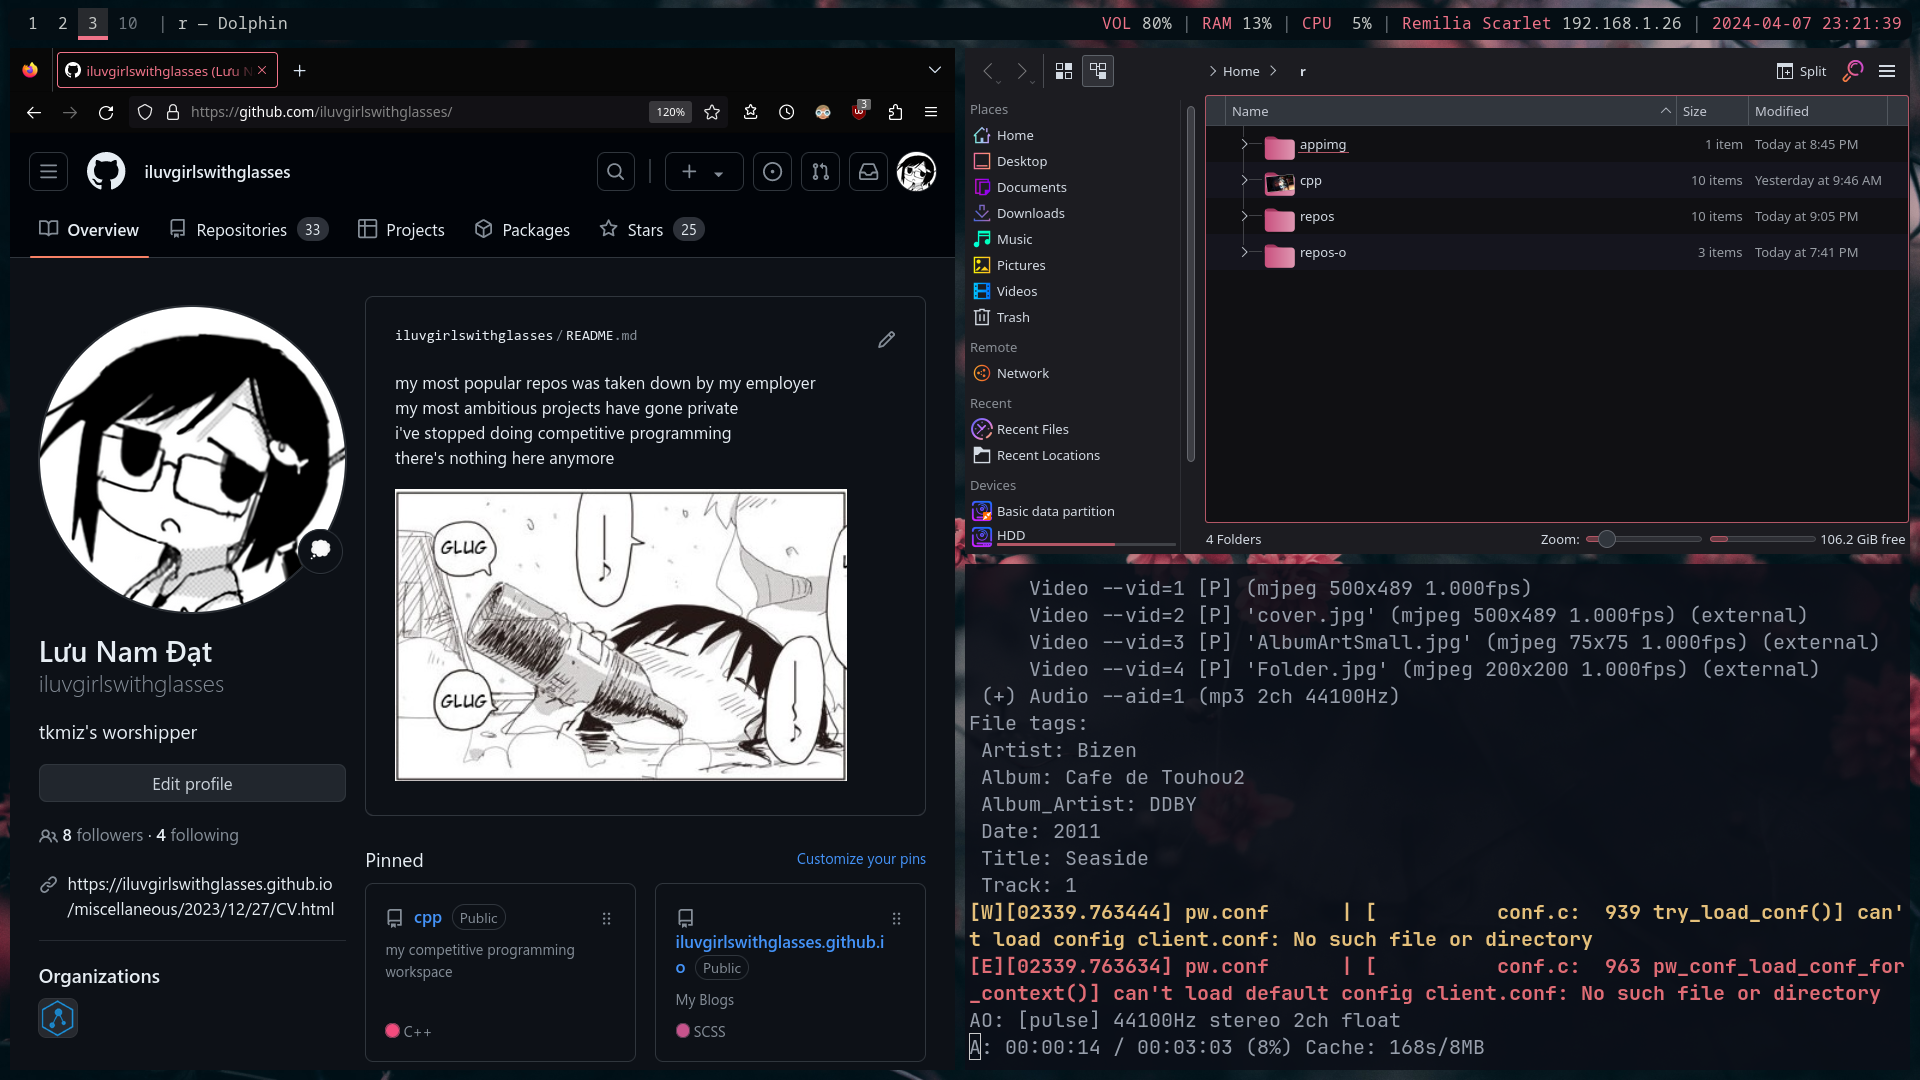 1 2 3 10 | r — Dolphin
VOL 80% | RAM 13% | CPU 5% | Remilia Scarlet 192.168.1.26 | 2024-04-07 23:21:39
iluvgirlswithglasses (Lưu N
https://github.com/iluvgirlswithglasses/
120%
3
iluvgirlswithglasses
Overview
Repositories 33
Projects
Packages
Stars 25
iluvgirlswithglasses/README.md
my most popular repos was taken down by my employer
my most ambitious projects have gone private
i've stopped doing competitive programming
there's nothing here anymore
GLUG
GLUG
Lưu Nam Đạt
iluvgirlswithglasses
tkmiz's worshipper
Edit profile
8 followers · 4 following
https://iluvgirlswithglasses.github.io
/miscellaneous/2023/12/27/CV.html
Organizations
Pinned
Customize your pins
cpp Public
my competitive programming
workspace
C++
iluvgirlswithglasses.github.i
o Public
My Blogs
SCSS
Home
r
Split
Places
Home
Desktop
Documents
Downloads
Music
Pictures
Videos
Trash
Remote
Network
Recent
Recent Files
Recent Locations
Devices
Basic data partition
HDD
Name Size Modified
appimg 1 item Today at 8:45 PM
cpp 10 items Yesterday at 9:46 AM
repos 10 items Today at 9:05 PM
repos-o 3 items Today at 7:41 PM
4 Folders
Zoom:
106.2 GiB free
Video --vid=1 [P] (mjpeg 500x489 1.000fps)
Video --vid=2 [P] 'cover.jpg' (mjpeg 500x489 1.000fps) (external)
Video --vid=3 [P] 'AlbumArtSmall.jpg' (mjpeg 75x75 1.000fps) (external)
Video --vid=4 [P] 'Folder.jpg' (mjpeg 200x200 1.000fps) (external)
(+) Audio --aid=1 (mp3 2ch 44100Hz)
File tags:
Artist: Bizen
Album: Cafe de Touhou2
Album_Artist: DDBY
Date: 2011
Title: Seaside
Track: 1
[W][02339.763444] pw.conf | [ conf.c: 939 try_load_conf()] can'
t load config client.conf: No such file or directory
[E][02339.763634] pw.conf | [ conf.c: 963 pw_conf_load_conf_for
_context()] can't load default config client.conf: No such file or directory
AO: [pulse] 44100Hz stereo 2ch float
A: 00:00:14 / 00:03:03 (8%) Cache: 168s/8MB